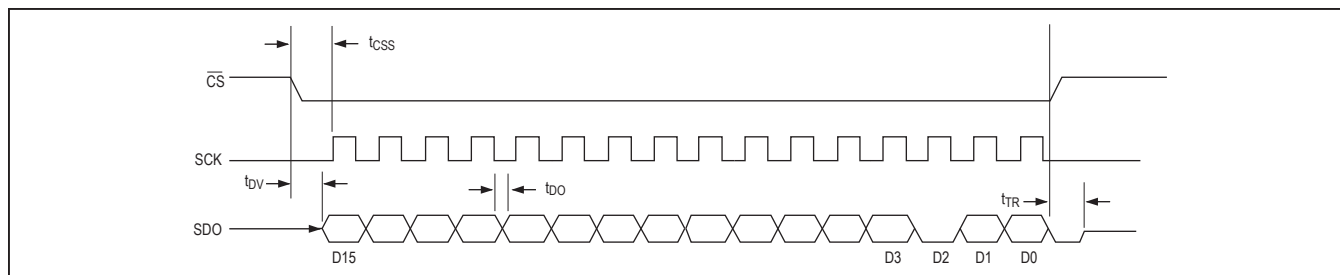 tCSS
CS
SCK
tDV
tDO
tTR
SDO
D15 D3 D2 D1 D0